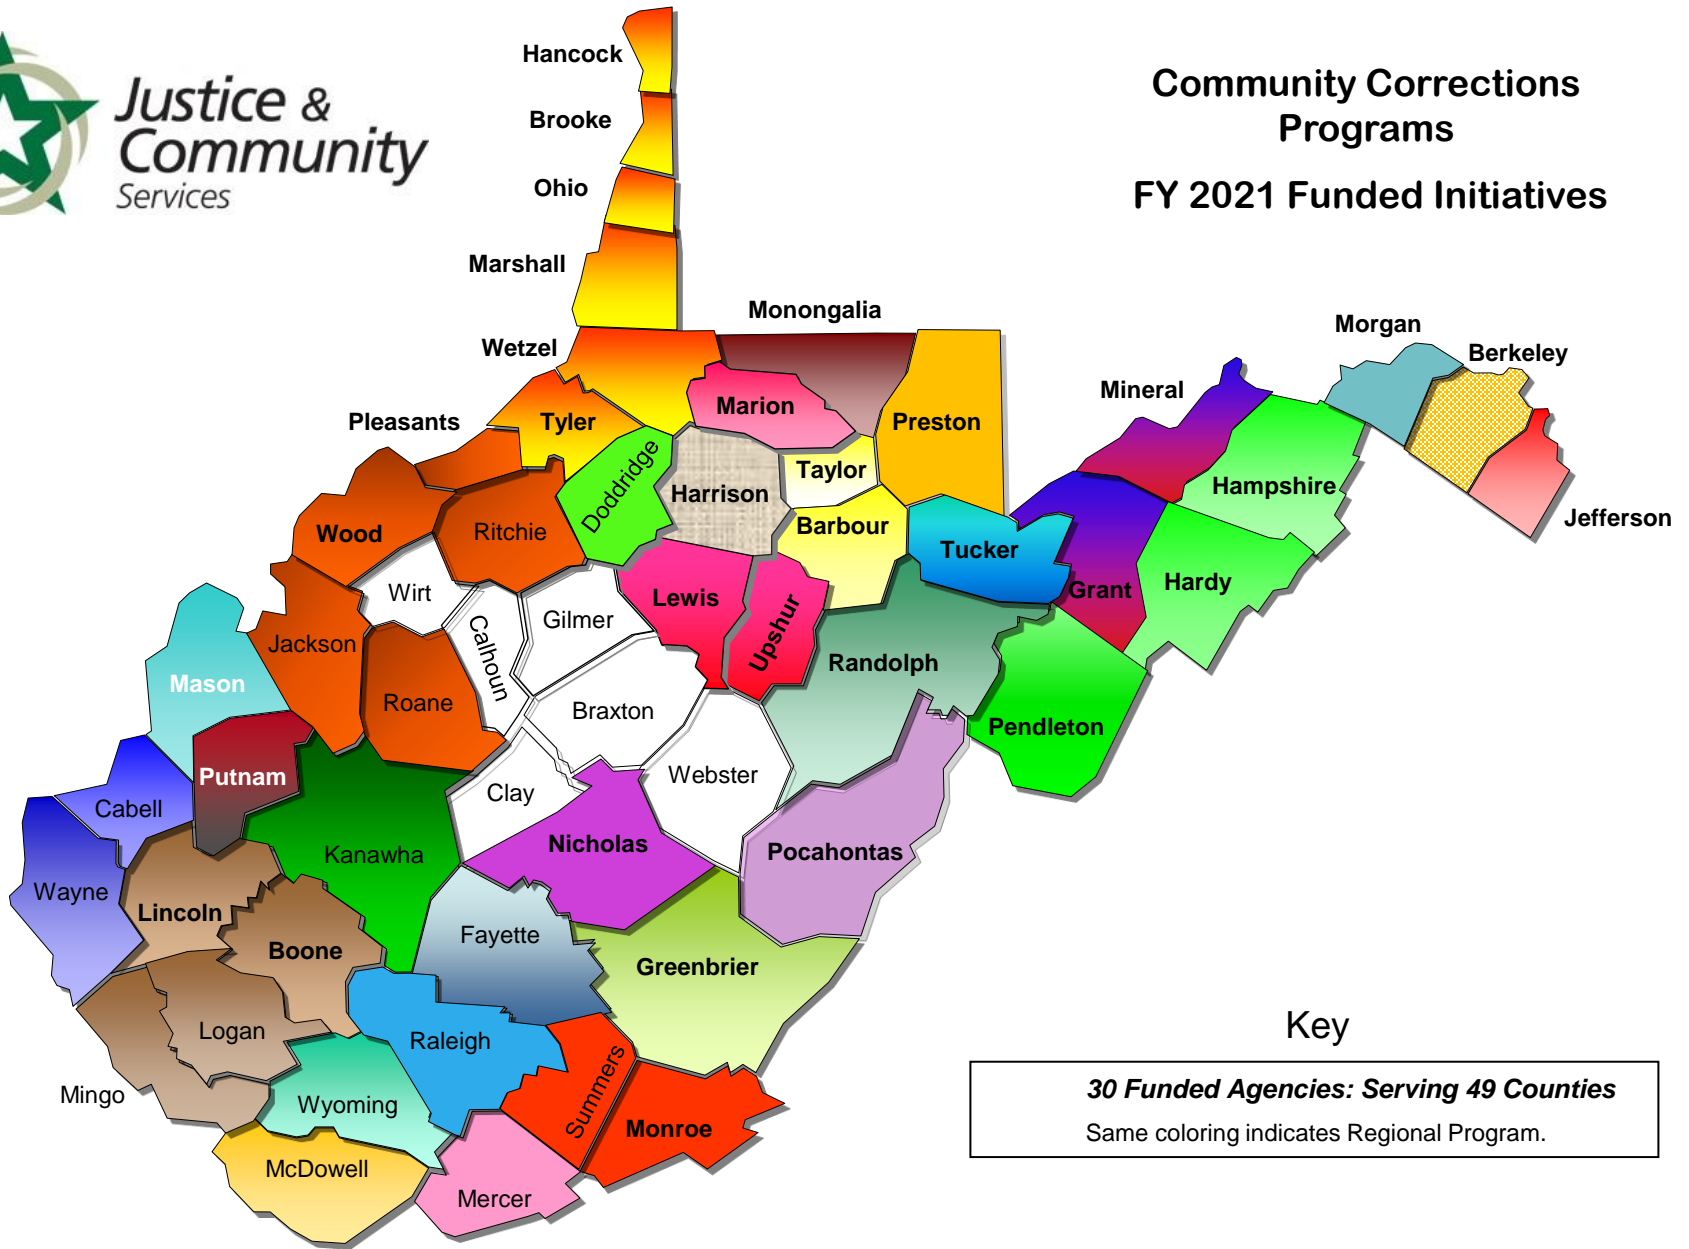 Justice &
Community
Services
Community Corrections
Programs
FY 2021 Funded Initiatives
Hancock
Brooke
Ohio
Marshall
Monongalia
Wetzel
Morgan
Berkeley
Mineral
Marion
Pleasants
Tyler
Preston
Doddridge
Taylor
Harrison
Hampshire
Jefferson
Wood
Ritchie
Barbour
Tucker
Grant
Hardy
Wirt
Gilmer
Lewis
Upshur
Calhoun
Jackson
Randolph
Mason
Roane
Braxton
Pendleton
Putnam
Webster
Clay
Cabell
Nicholas
Kanawha
Pocahontas
Wayne
Lincoln
Fayette
Boone
Greenbrier
Logan
Raleigh
Summers
Mingo
Wyoming
Monroe
McDowell
Mercer
Key
30 Funded Agencies: Serving 49 Counties
Same coloring indicates Regional Program.